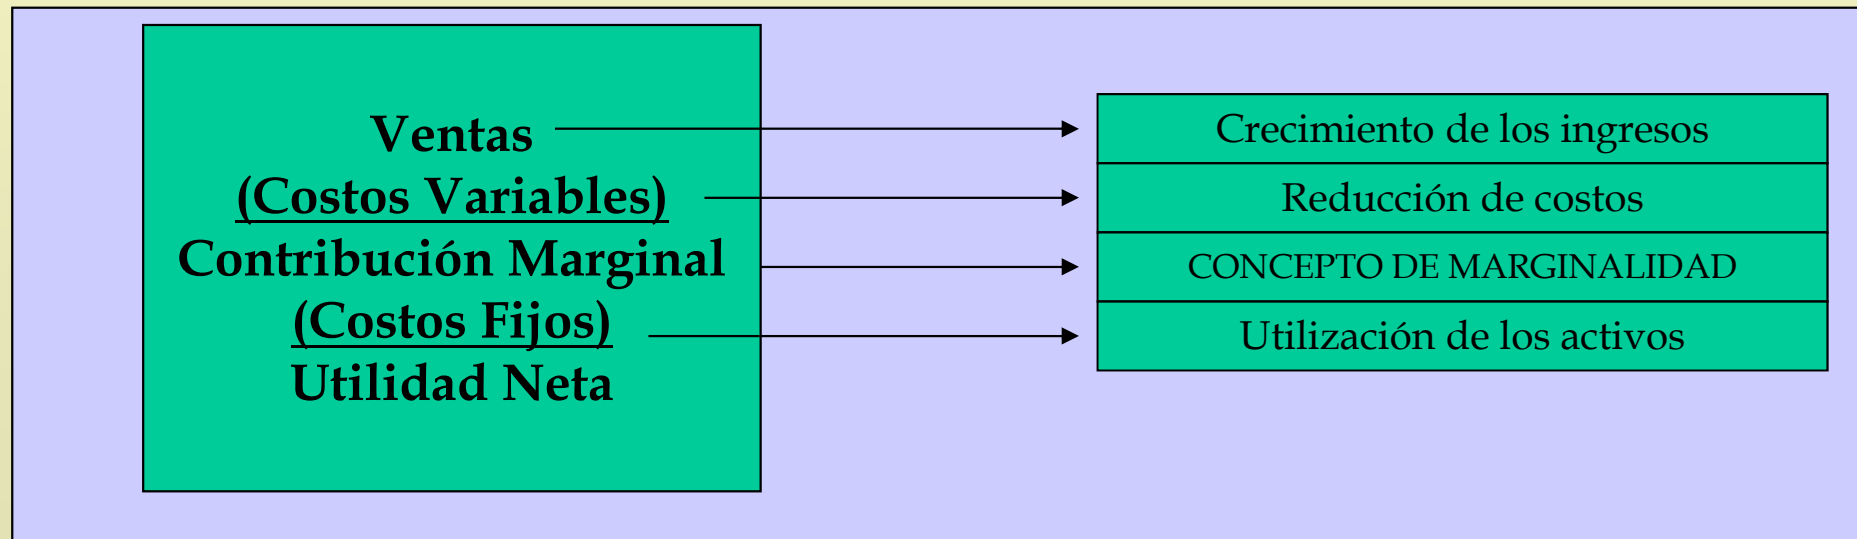 Ventas
(Costos Variables)
Contribución Marginal
(Costos Fijos)
Utilidad Neta
Crecimiento de los ingresos
Reducción de costos
CONCEPTO DE MARGINALIDAD
Utilización de los activos